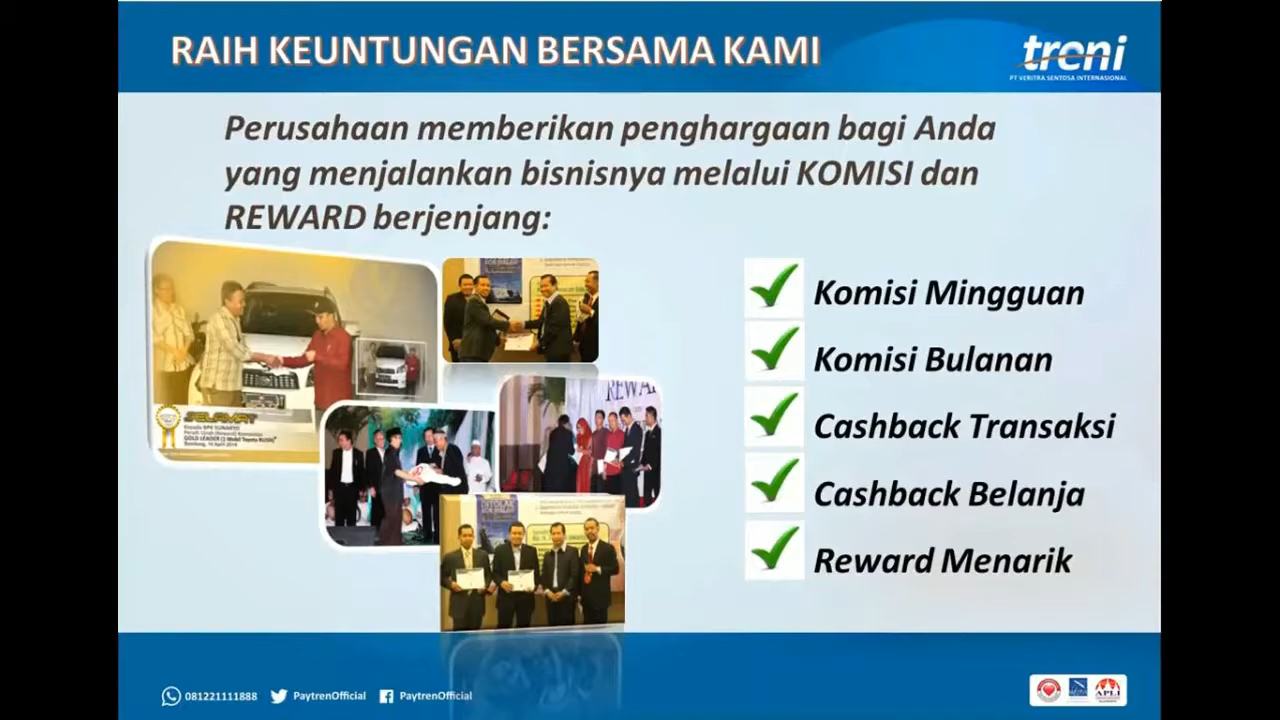 RAIH KEUNTUNGAN BERSAMA KAMI
treni
PT VERITRA SENTOSA INTERNASIONAL
Perusahaan memberikan penghargaan bagi Anda
yang menjalankan bisnisnya melalui KOMISI dan
REWARD berjenjang:
Komisi Mingguan
Komisi Bulanan
Cashback Transaksi
Cashback Belanja
Reward Menarik
SELAMAT
GOLD LEADER
081221111888 PaytrenOfficial PaytrenOfficial
APLI